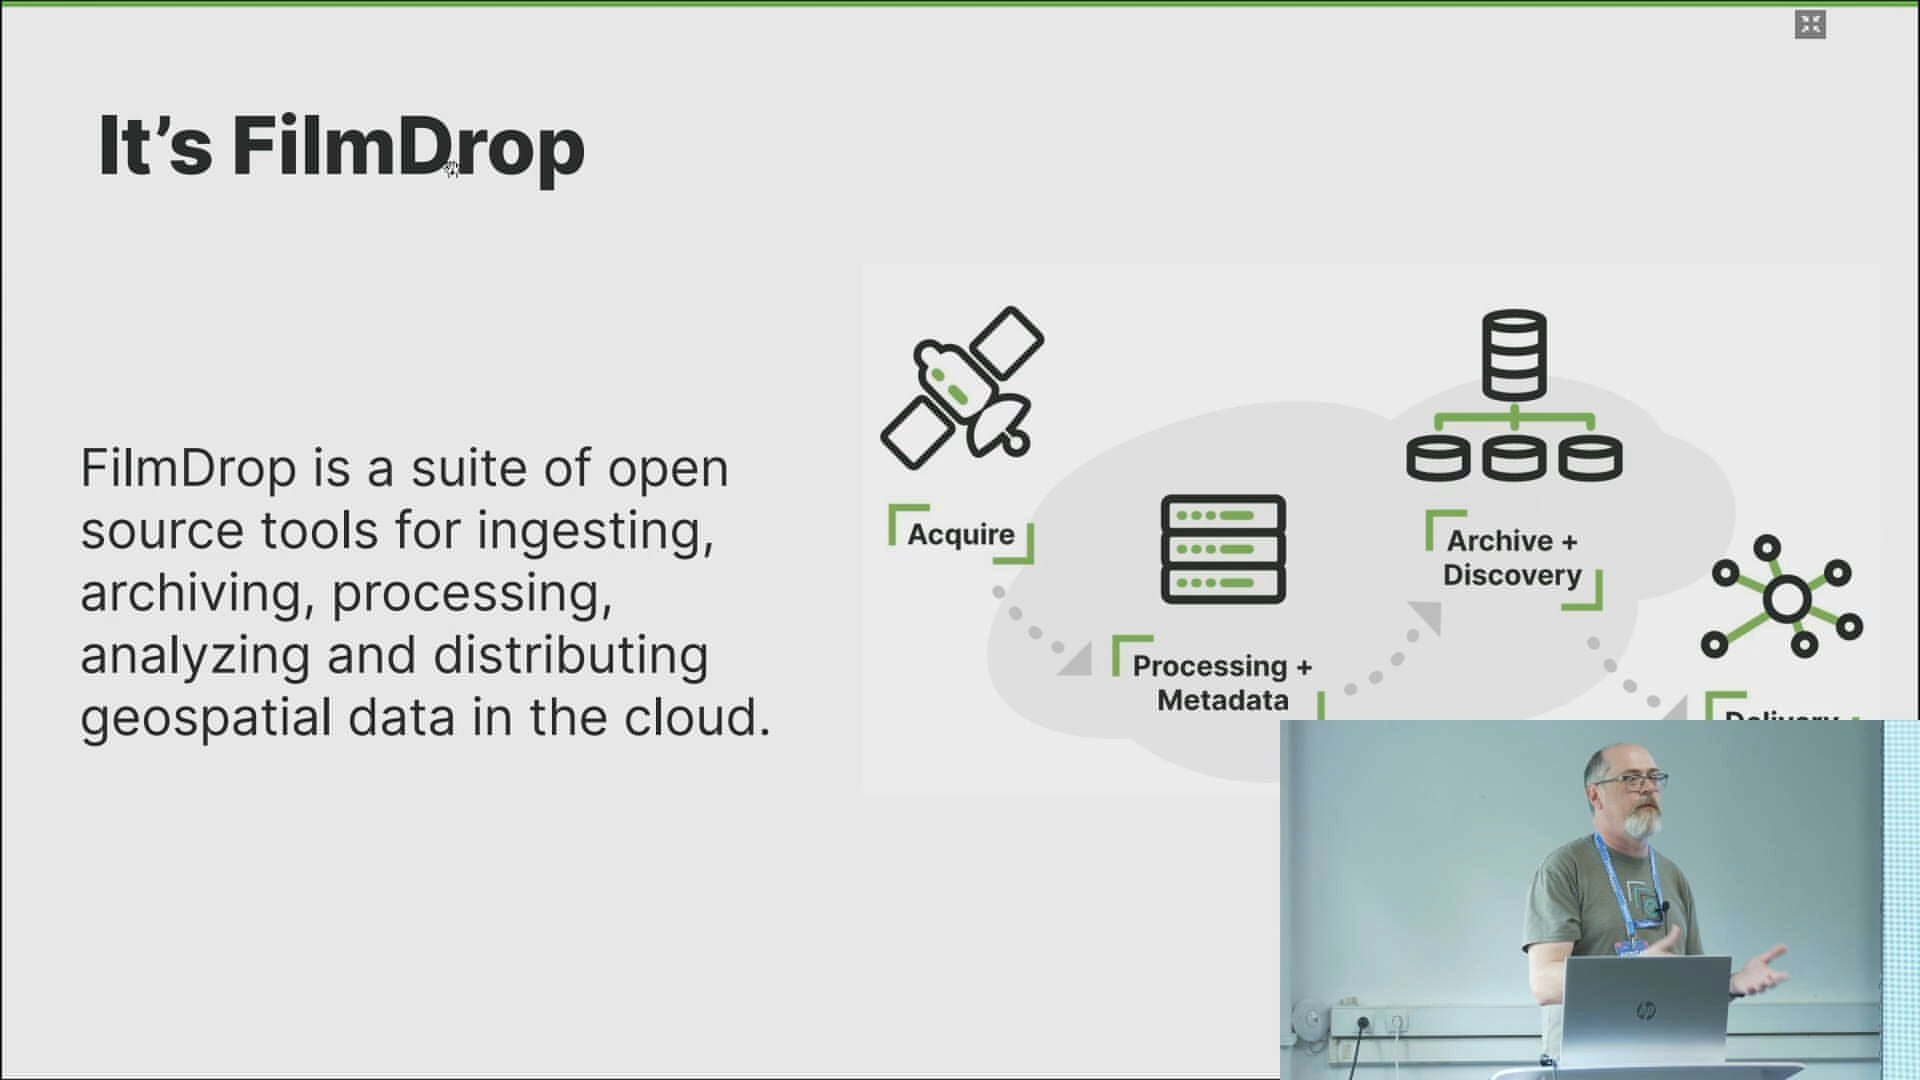 It’s FilmDrop
FilmDrop is a suite of open
source tools for ingesting,
archiving, processing,
analyzing and distributing
geospatial data in the cloud.
Acquire
Processing +
Metadata
Archive +
Discovery
Delivery
hp